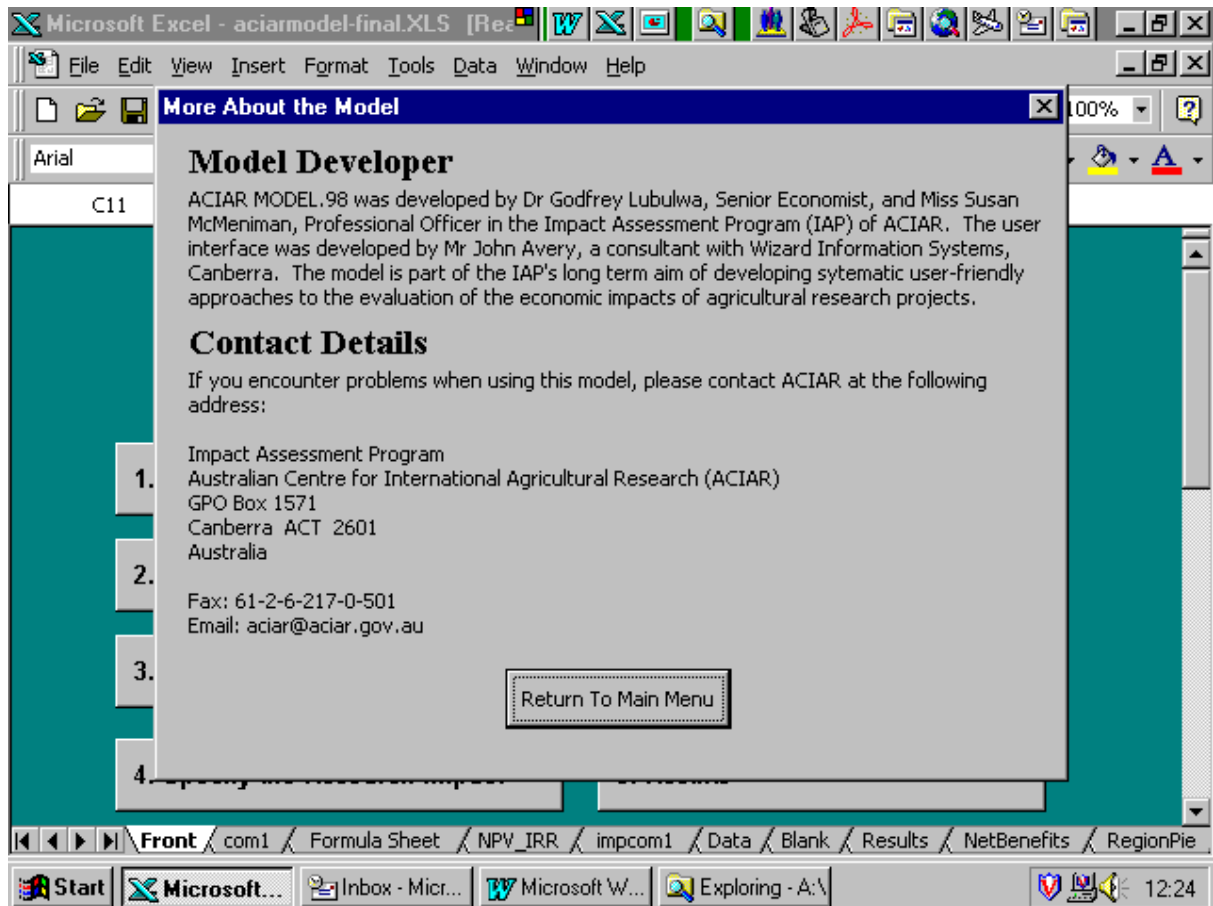 Microsoft Excel - aciarmodel-final.XLS [Rea
File Edit View Insert Format Tools Data Window Help
More About the Model
100%
Arial
C11
Model Developer
ACIAR MODEL.98 was developed by Dr Godfrey Lubulwa, Senior Economist, and Miss Susan
McMeniman, Professional Officer in the Impact Assessment Program (IAP) of ACIAR. The user
interface was developed by Mr John Avery, a consultant with Wizard Information Systems,
Canberra. The model is part of the IAP's long term aim of developing sytematic user-friendly
approaches to the evaluation of the economic impacts of agricultural research projects.
Contact Details
If you encounter problems when using this model, please contact ACIAR at the following
address:
Impact Assessment Program
Australian Centre for International Agricultural Research (ACIAR)
GPO Box 1571
Canberra ACT 2601
Australia
Fax: 61-2-6-217-0-501
Email: aciar@aciar.gov.au
Return To Main Menu
1.
2.
3.
4.
Front com1 Formula Sheet NPV_IRR impcom1 Data Blank Results NetBenefits RegionPie
Start Microsoft... Inbox - Micr... Microsoft W... Exploring - A:\ 12:24